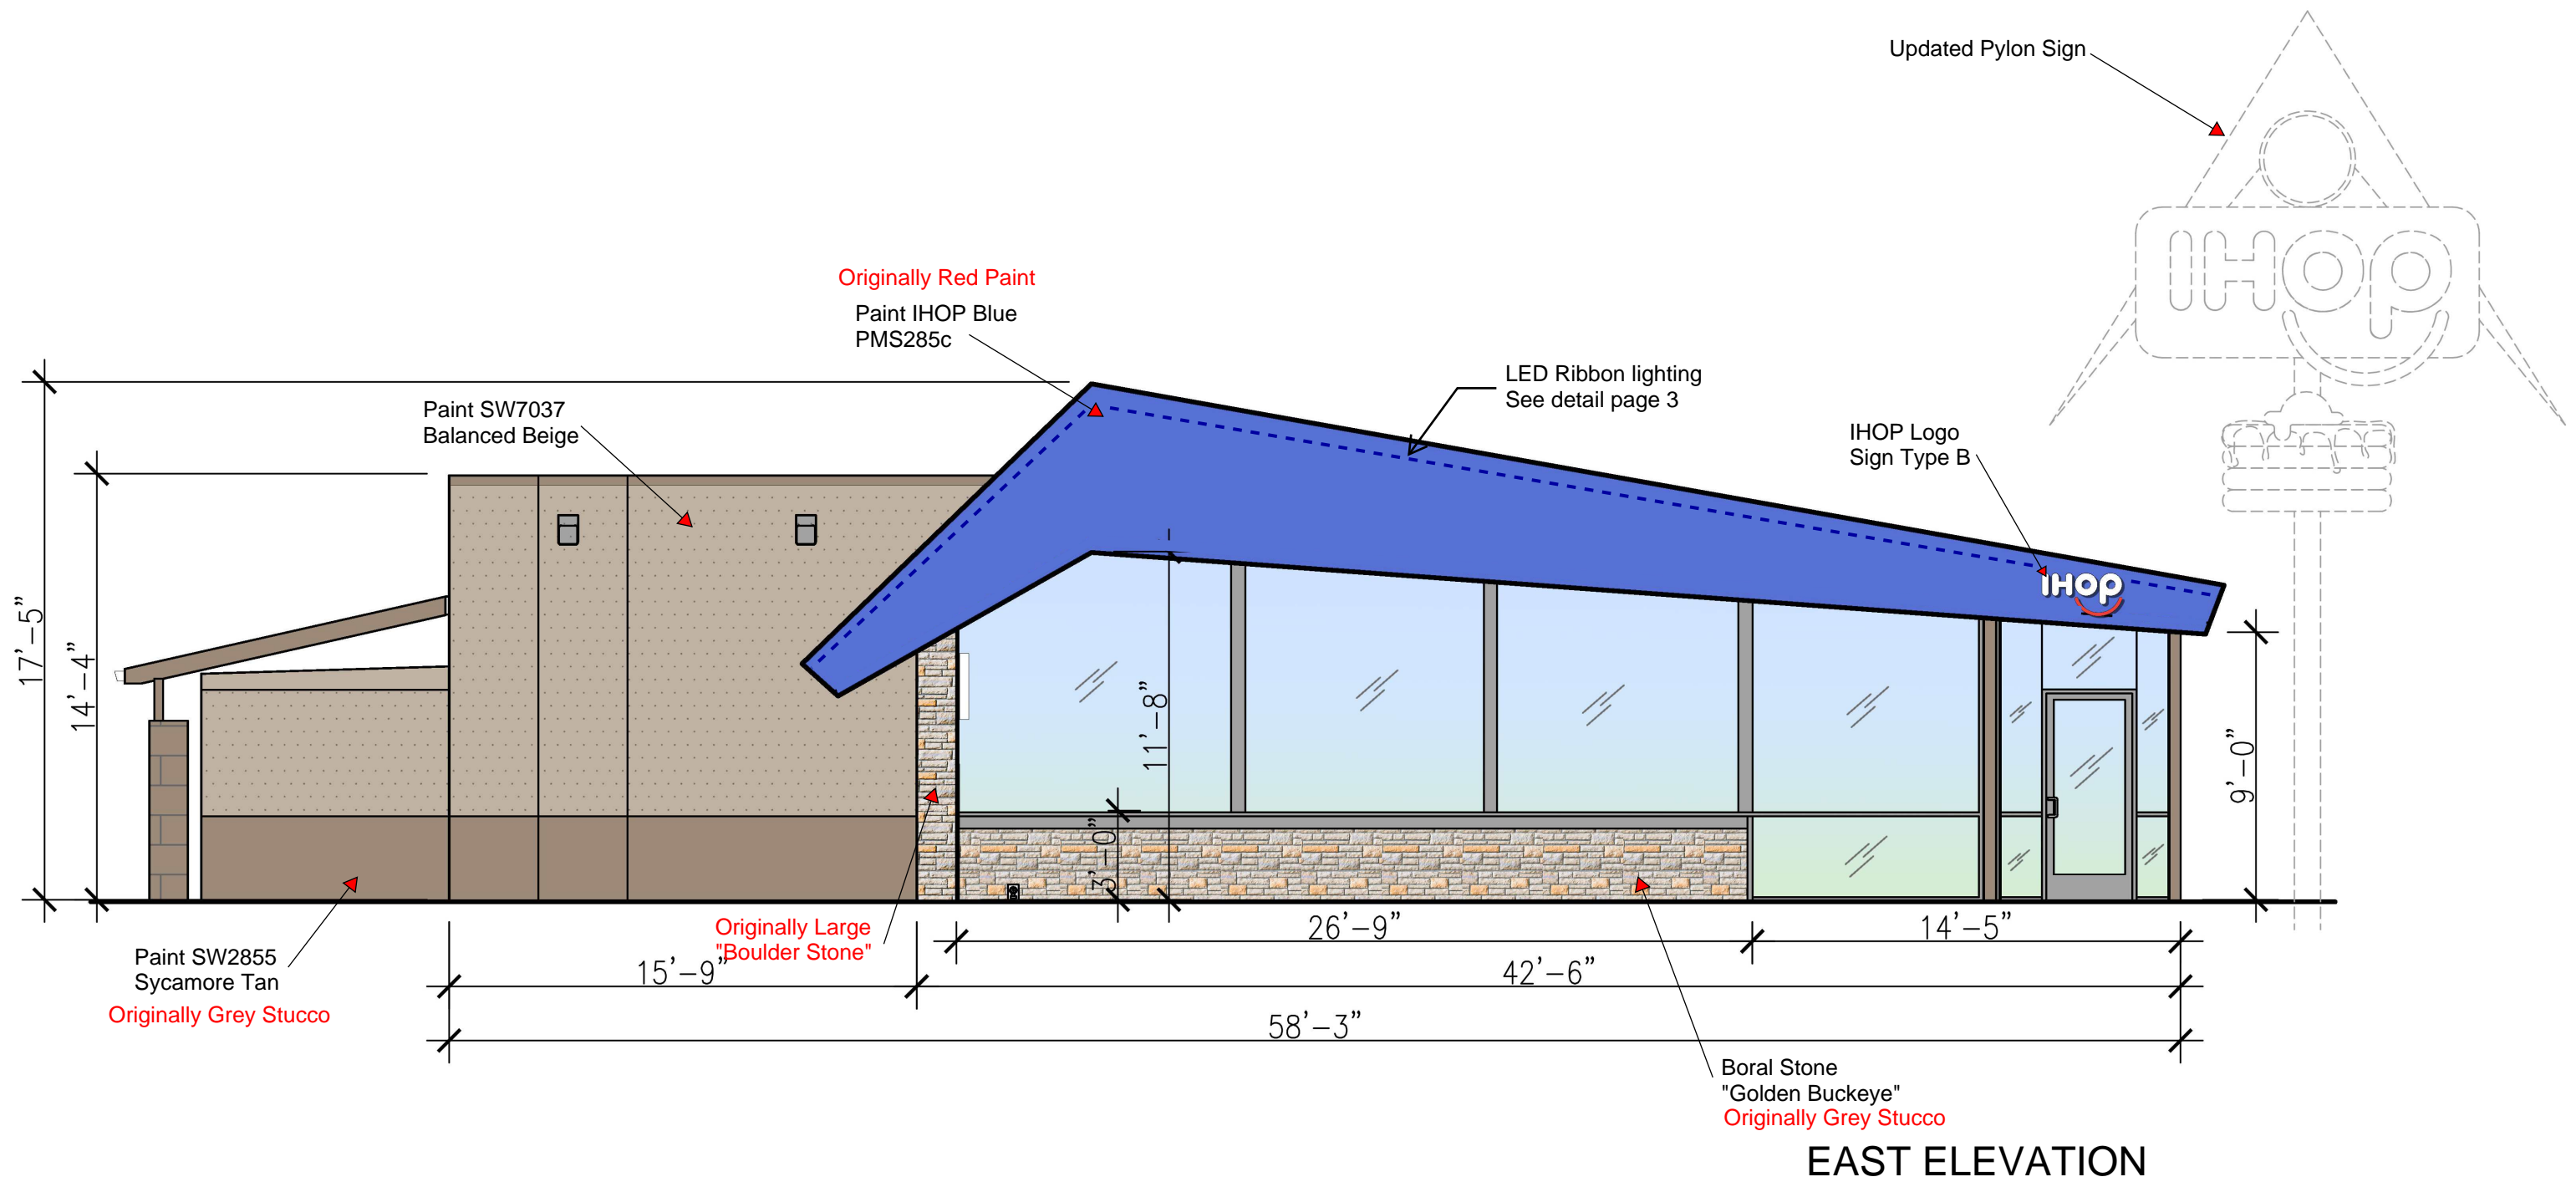 Updated Pylon Sign
IHOP
Originally Red Paint
Paint IHOP Blue
PMS285c
LED Ribbon lighting
See detail page 3
Paint SW7037
Balanced Beige
IHOP Logo
Sign Type B
IHOP
17'-5"
14'-4"
11'-8"
3'-0"
9'-0"
Originally Large
"Boulder Stone"
26'-9"
14'-5"
15'-9"
42'-6"
58'-3"
Paint SW2855
Sycamore Tan
Originally Grey Stucco
Boral Stone
"Golden Buckeye"
Originally Grey Stucco
EAST ELEVATION